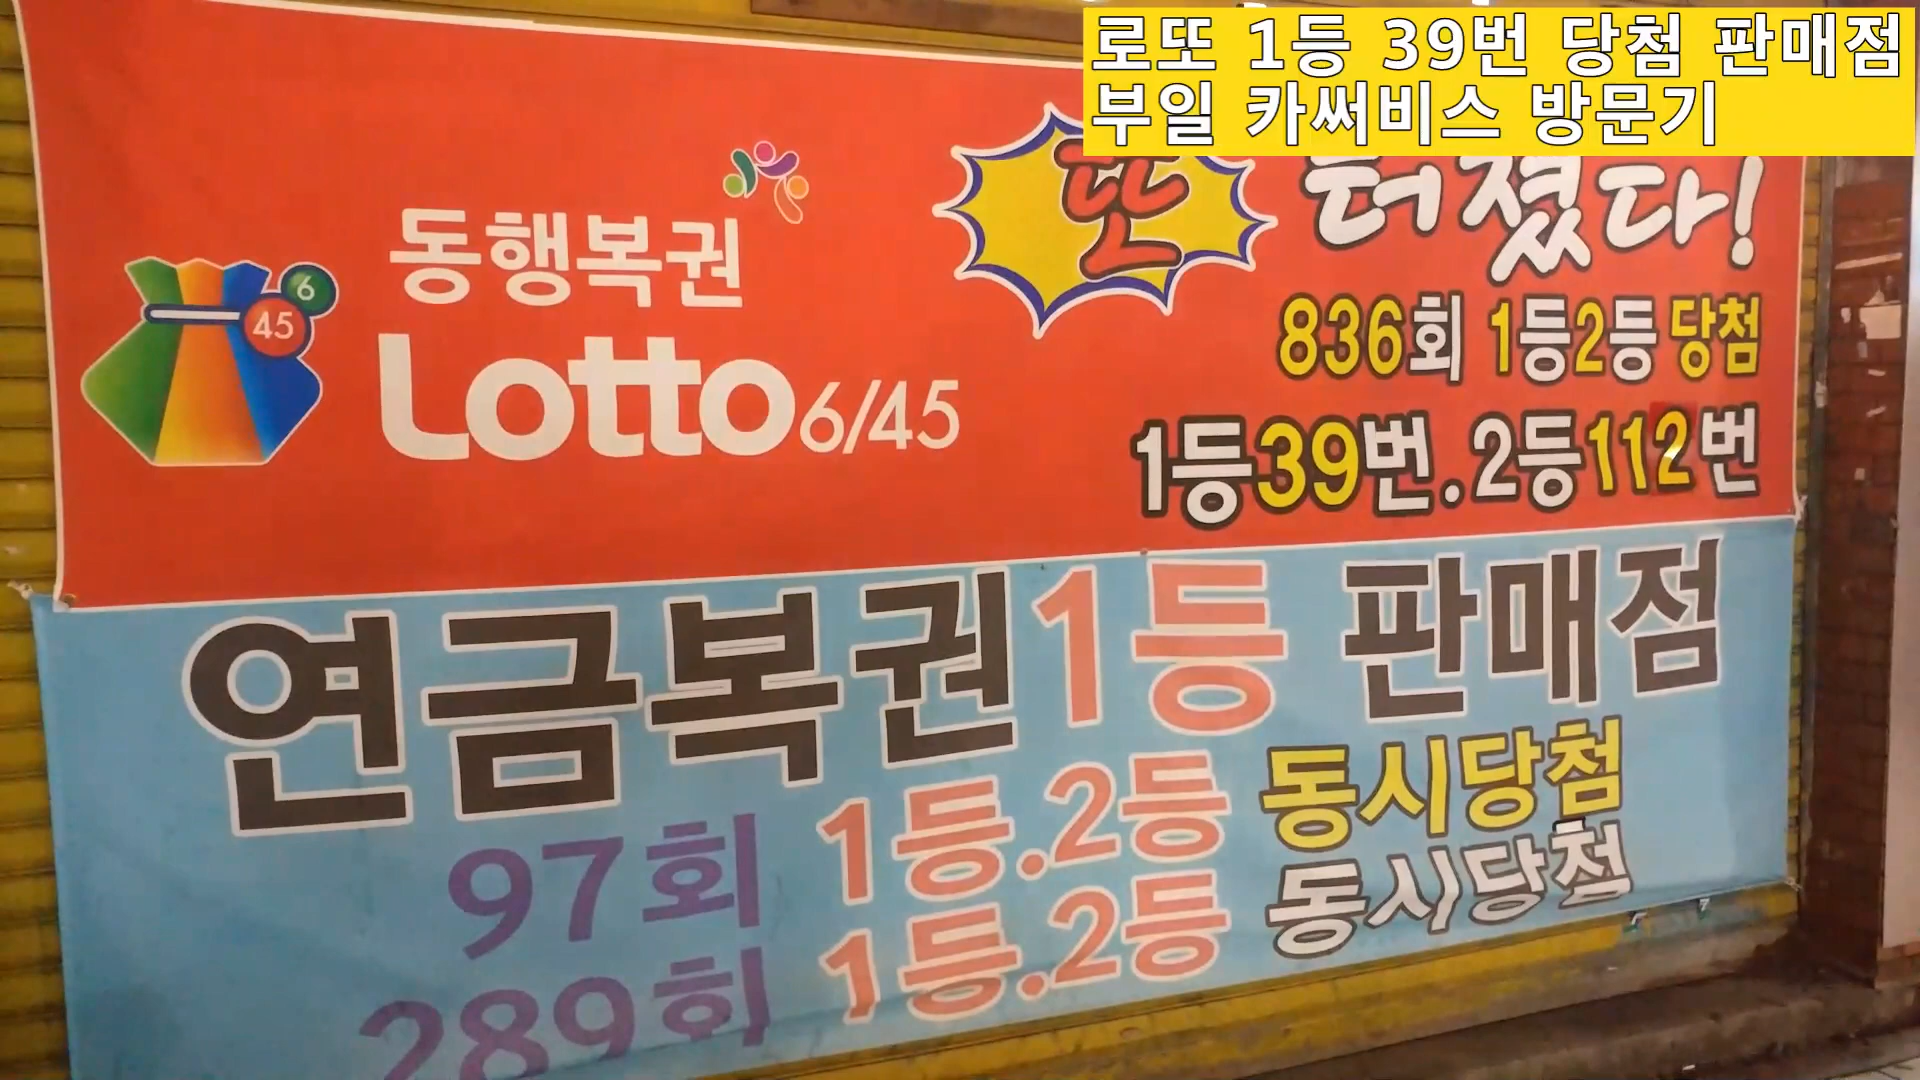 로또 1등 39번 당첨 판매점
부일 카써비스 방문기
또 터졌다!
동행복권
6
45
Lotto 6/45
836회 1등2등 당첨
1등39번.2등112번
연금복권1등 판매점
97회 1등.2등 동시당첨
289회 1등.2등 동시당첨